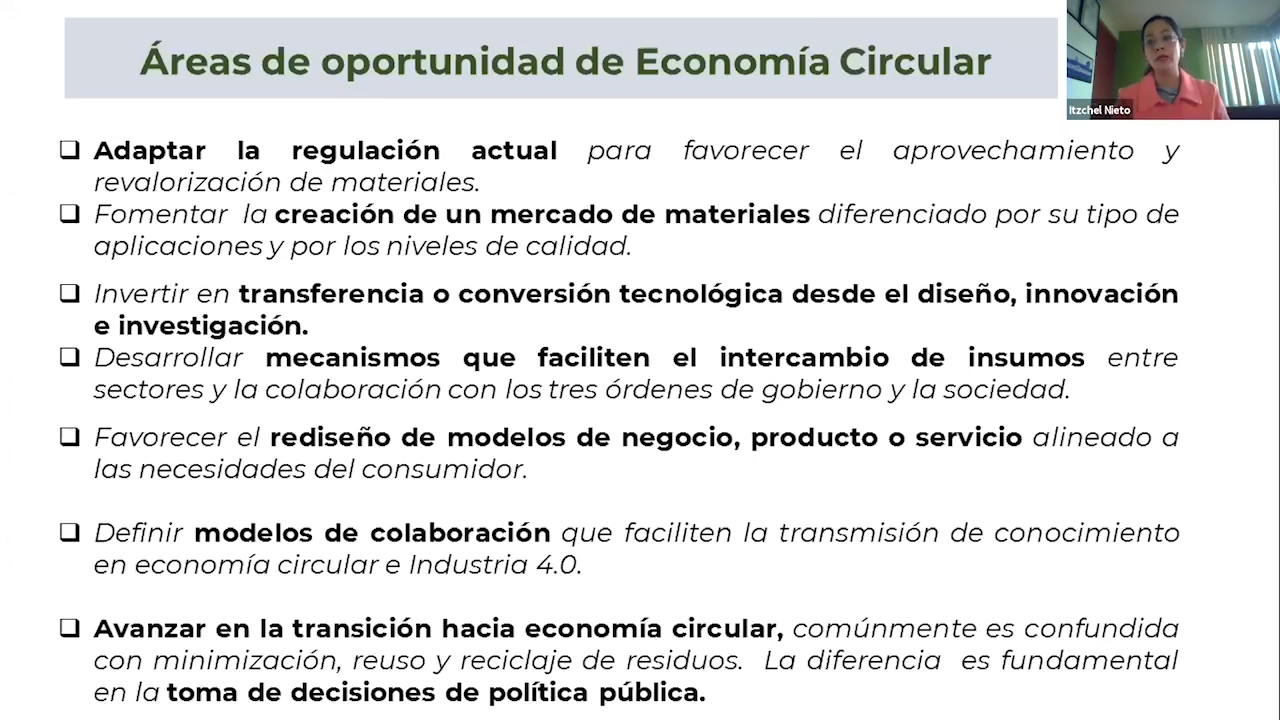 Áreas de oportunidad de Economía Circular
Itzchel Nieto
Adaptar la regulación actual para favorecer el aprovechamiento y
revalorización de materiales.
Fomentar la creación de un mercado de materiales diferenciado por su tipo de
aplicaciones y por los niveles de calidad.
Invertir en transferencia o conversión tecnológica desde el diseño, innovación
e investigación.
Desarrollar mecanismos que faciliten el intercambio de insumos entre
sectores y la colaboración con los tres órdenes de gobierno y la sociedad.
Favorecer el rediseño de modelos de negocio, producto o servicio alineado a
las necesidades del consumidor.
Definir modelos de colaboración que faciliten la transmisión de conocimiento
en economía circular e Industria 4.0.
Avanzar en la transición hacia economía circular, comúnmente es confundida
con minimización, reuso y reciclaje de residuos. La diferencia es fundamental
en la toma de decisiones de política pública.